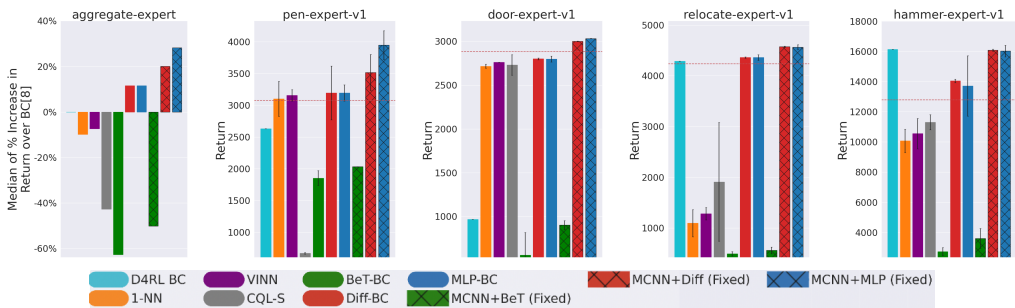 aggregate-expert
40%
20%
0%
-20%
-40%
-60%
Median of % Increase in
Return over BC[8]
pen-expert-v1
4000
3500
3000
2500
2000
1500
1000
Return
door-expert-v1
3000
2500
2000
1500
1000
Return
relocate-expert-v1
5000
4000
3000
2000
1000
Return
hammer-expert-v1
18000
16000
14000
12000
10000
8000
6000
4000
Return
D4RL BC
VINN
BeT-BC
MLP-BC
MCNN+Diff (Fixed)
MCNN+MLP (Fixed)
1-NN
CQL-S
Diff-BC
MCNN+BeT (Fixed)